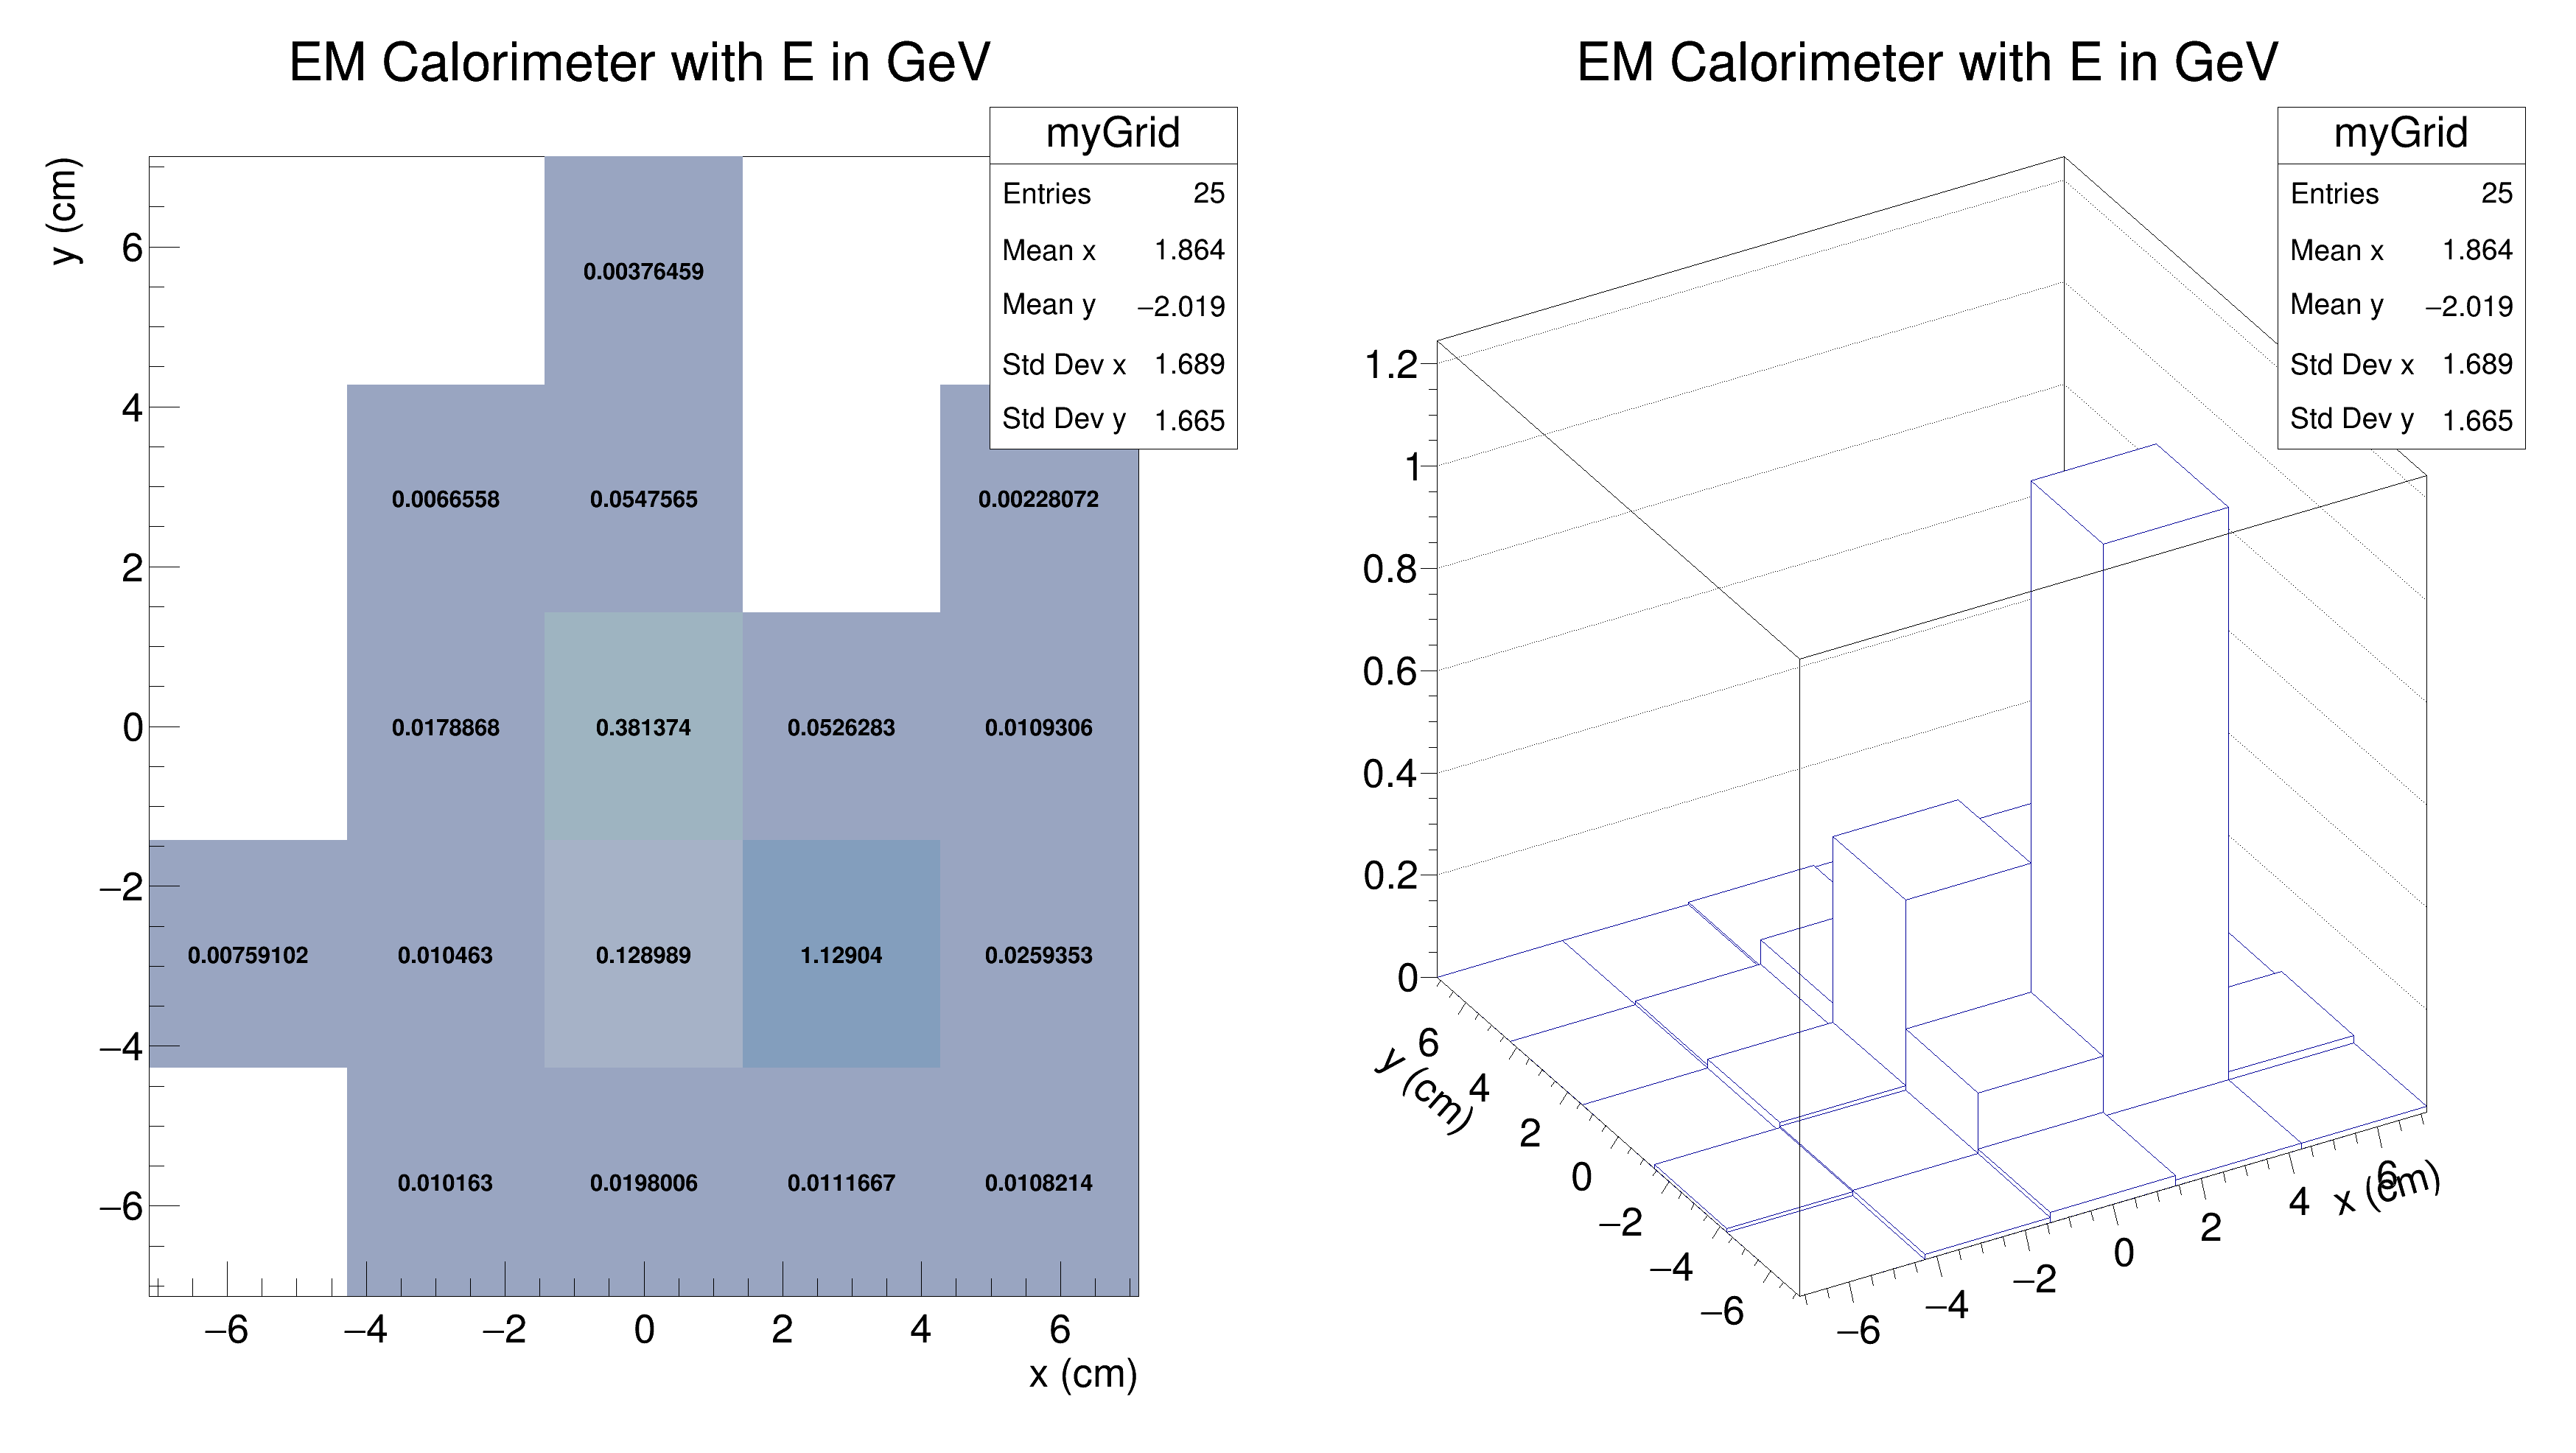 EM Calorimeter with E in GeV
myGrid
Entries 25
Mean x 1.864
Mean y −2.019
Std Dev x 1.689
Std Dev y 1.665
y (cm)
6
4
2
0
−2
−4
−6
0.00376459
0.0066558 0.0547565 0.00228072
0.0178868 0.381374 0.0526283 0.0109306
0.00759102 0.010463 0.128989 1.12904 0.0259353
0.010163 0.0198006 0.0111667 0.0108214
−6 −4 −2 0 2 4 6
x (cm)
EM Calorimeter with E in GeV
myGrid
Entries 25
Mean x 1.864
Mean y −2.019
Std Dev x 1.689
Std Dev y 1.665
1.2
1
0.8
0.6
0.4
0.2
0
6
4
2
0
−2
−4
−6
y (cm)
−6
−4
−2
0
2
4
6
x (cm)